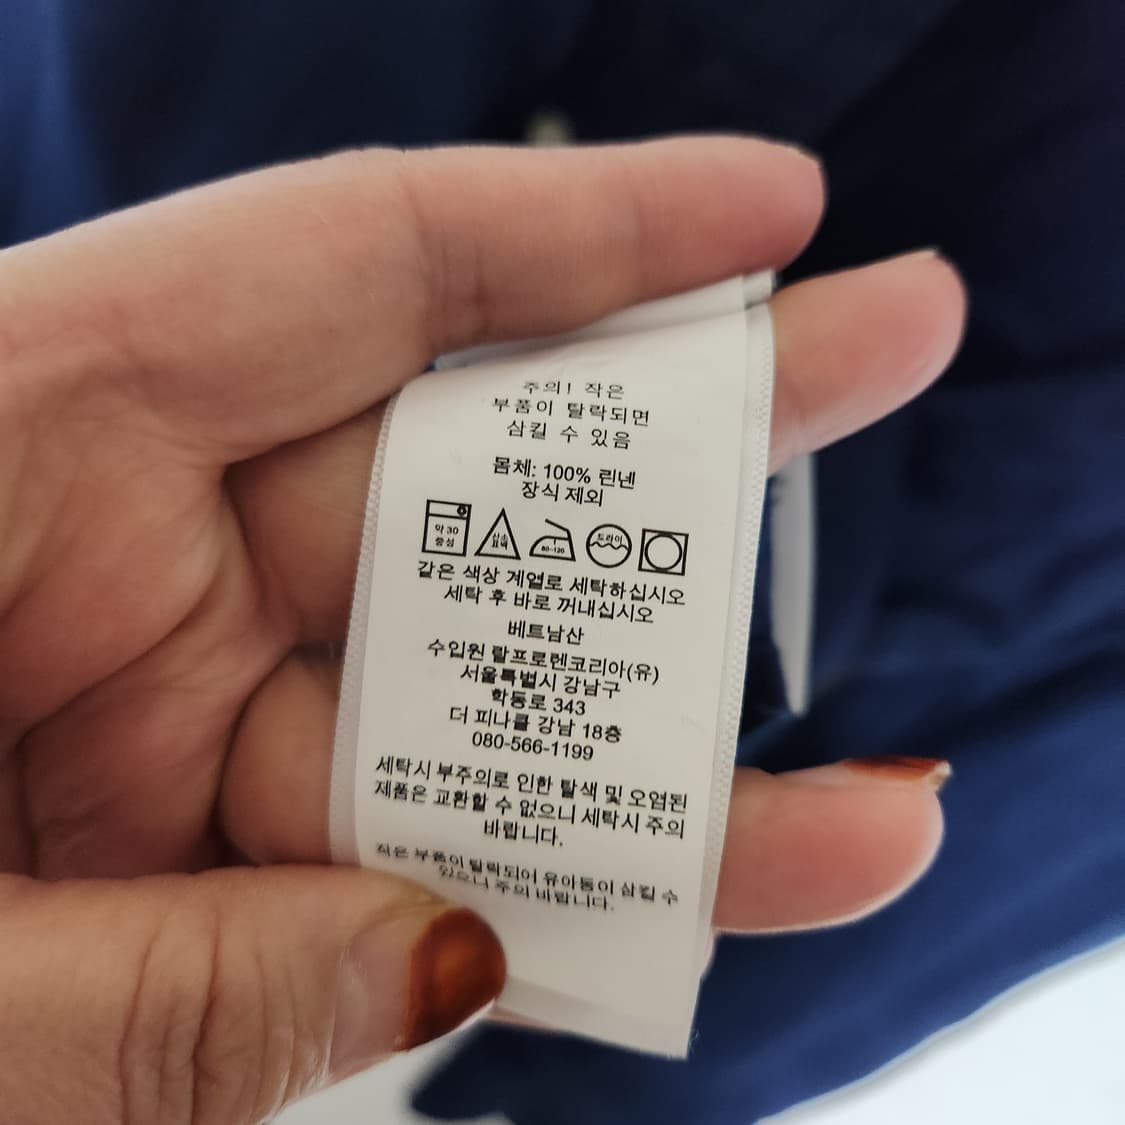 주의! 작은
부품이 탈락되면
삼킬 수 있음
몸체: 100% 린넨
장식 제외
약 30 중성
산소 표백
80~120
드라이
같은 색상 계열로 세탁하십시오
세탁 후 바로 꺼내십시오
베트남산
수입원 랄프로렌코리아(유)
서울특별시 강남구
학동로 343
더 피나클 강남 18층
080-566-1199
세탁시 부주의로 인한 탈색 및 오염된
제품은 교환할 수 없으니 세탁시 주의
바랍니다.
작은 부품이 탈락되어 유아동이 삼킬 수
있으니 주의 바랍니다.